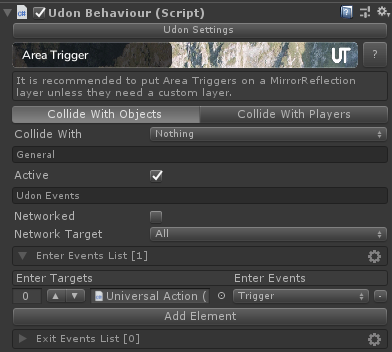 Udon Behaviour (Script)
Udon Settings
Area Trigger
UT
?
It is recommended to put Area Triggers on a MirrorReflection
layer unless they need a custom layer.
Collide With Objects
Collide With Players
Collide With
Nothing
General
Active
Udon Events
Networked
Network Target
All
Enter Events List [1]
Enter Targets
Enter Events
0
Universal Action (
Trigger
-
Add Element
Exit Events List [0]